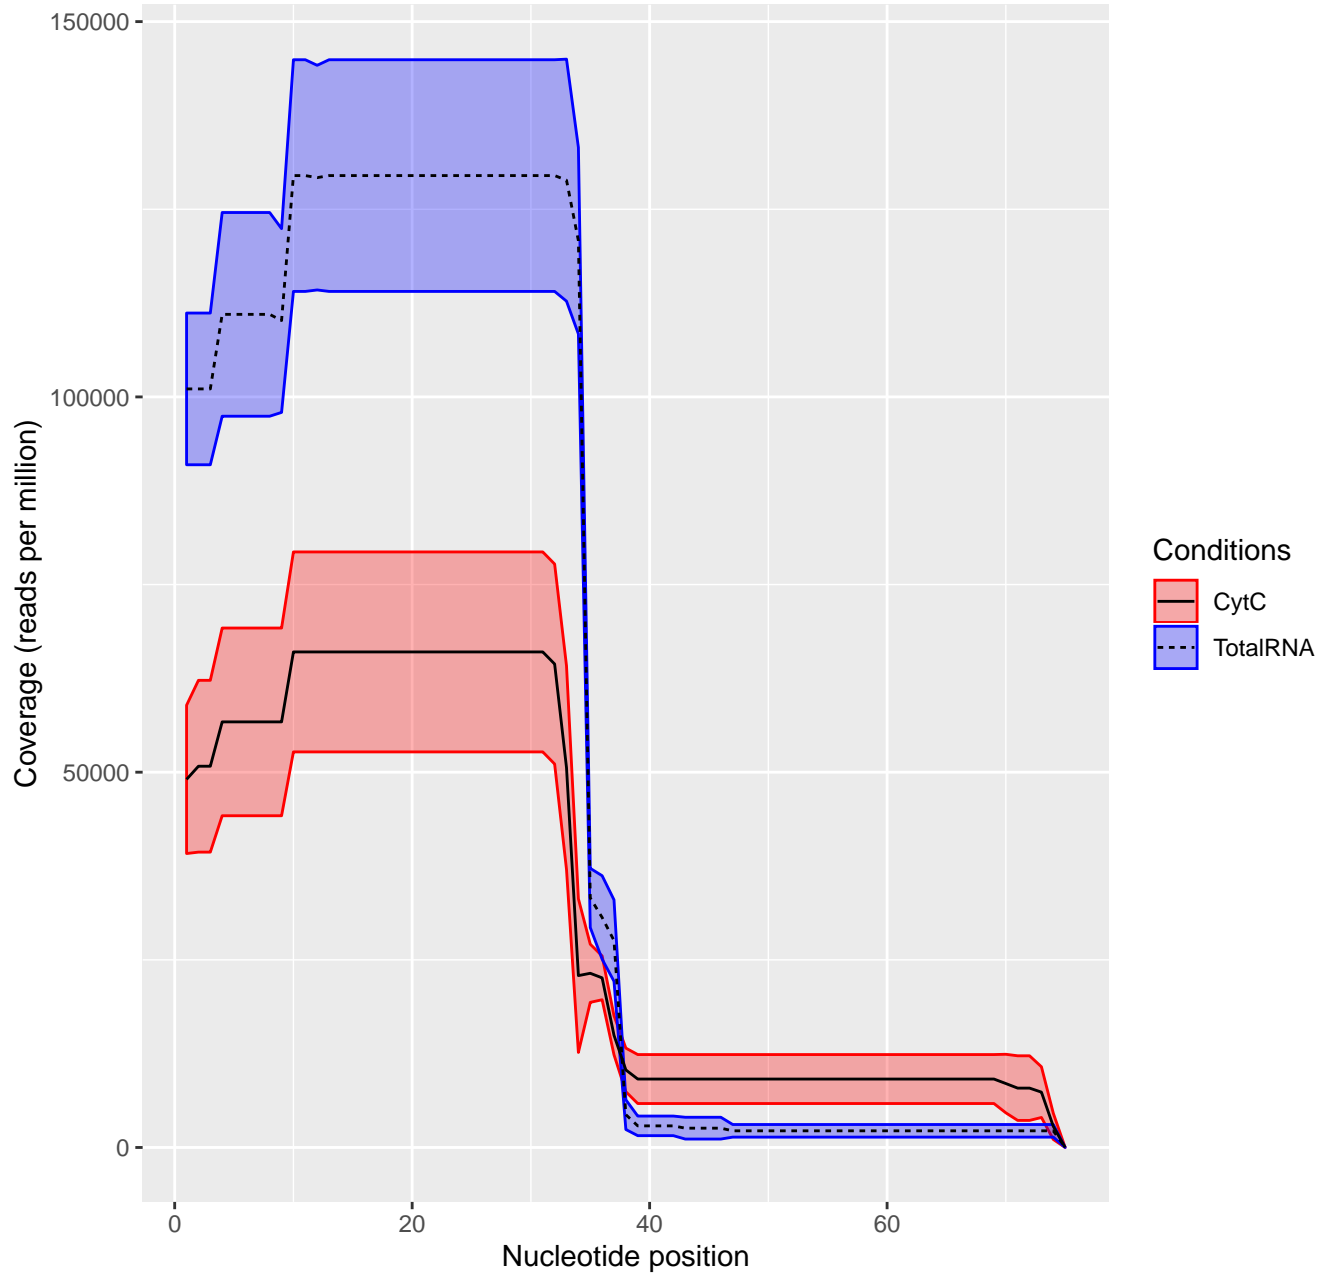 150000
100000
50000
0
Coverage (reads per million)
0
20
40
60
Nucleotide position
Conditions
CytC
TotalRNA